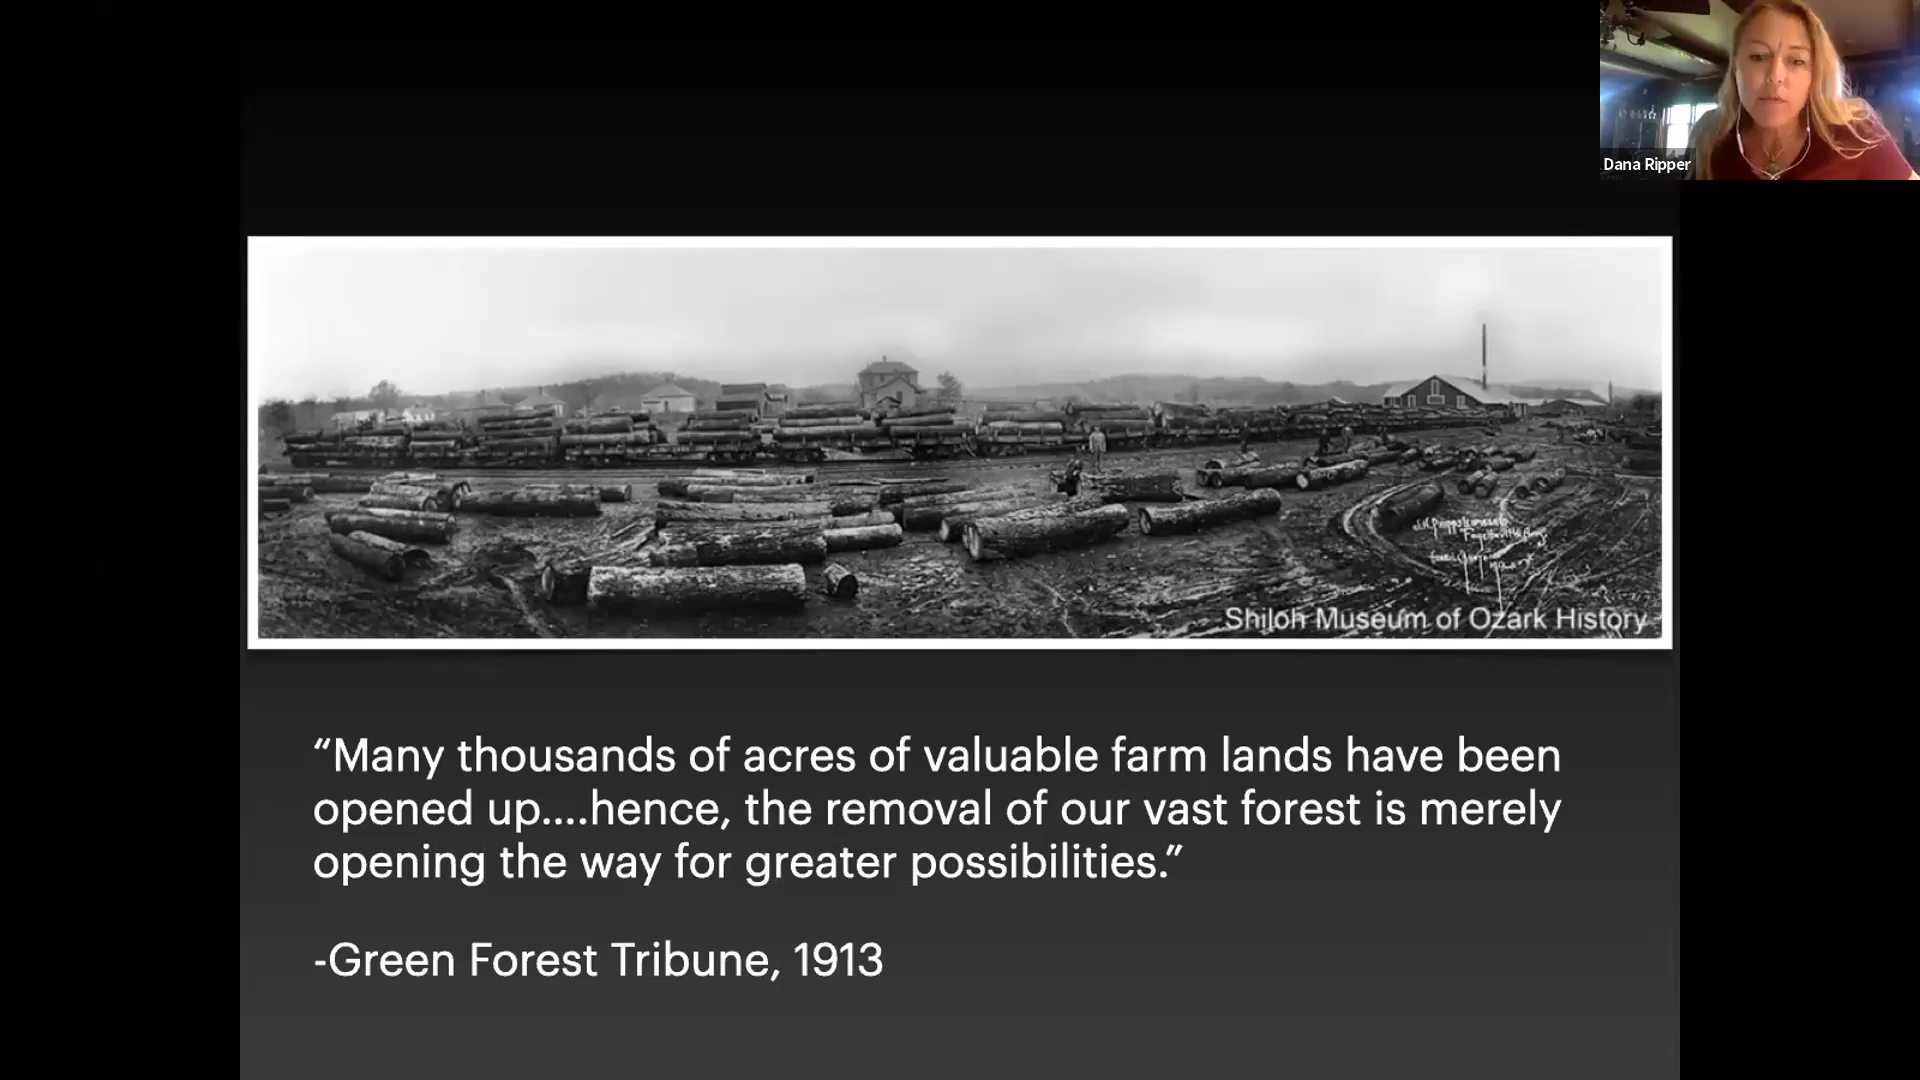 Dana Ripper
Shiloh Museum of Ozark History
“Many thousands of acres of valuable farm lands have been
opened up....hence, the removal of our vast forest is merely
opening the way for greater possibilities.”
-Green Forest Tribune, 1913